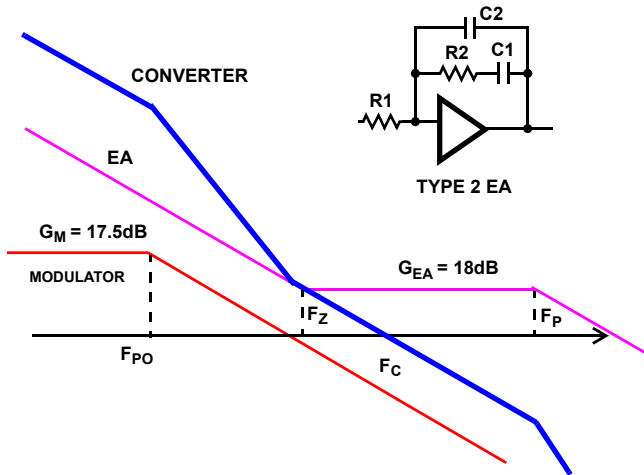 C2
R2 C1
R1
TYPE 2 EA
CONVERTER
EA
G_M = 17.5dB
MODULATOR
G_EA = 18dB
F_Z
F_P
F_PO
F_C